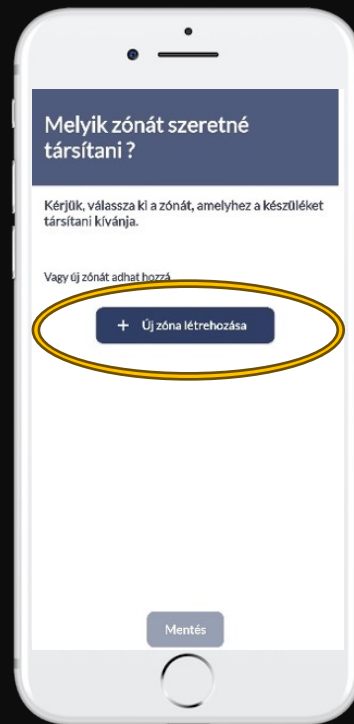 Melyik zónát szeretné
társítani ?
Kérjük, válassza ki a zónát, amelyhez a készüléket
társítani kívánja.
Vagy új zónát adhat hozzá
+ Új zóna létrehozása
Mentés